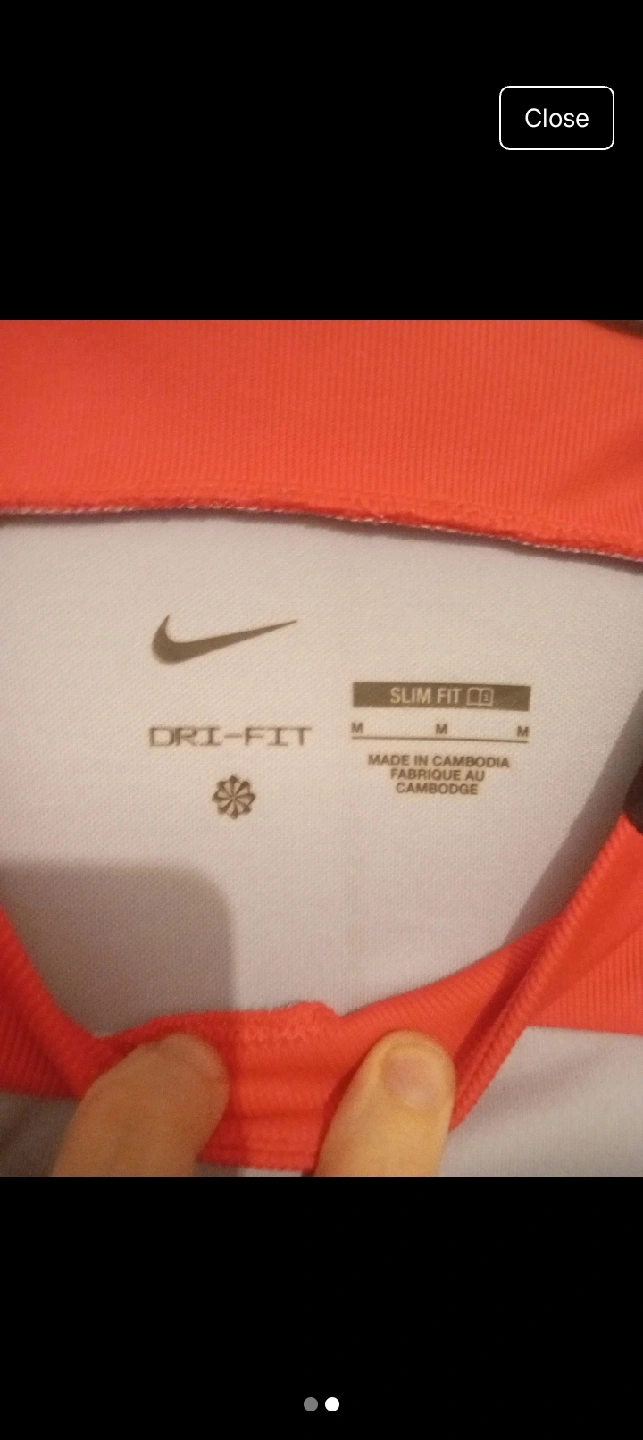 Close
SLIM FIT
DRI-FIT
M M M
MADE IN CAMBODIA
FABRIQUE AU
CAMBODGE